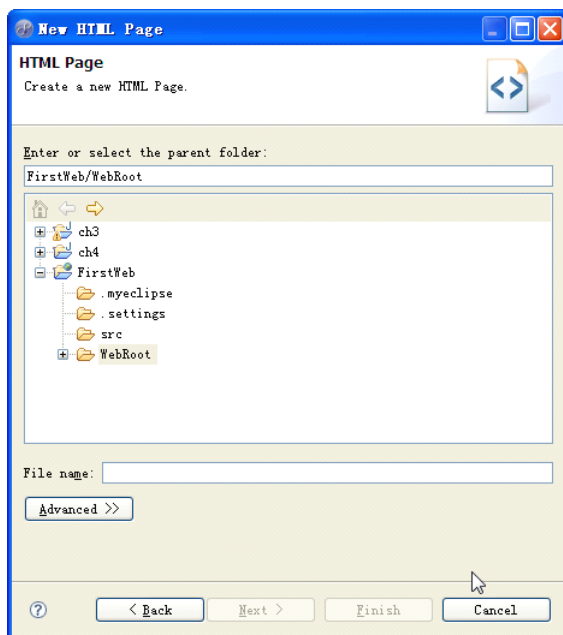 New HTML Page
HTML Page
Create a new HTML Page.
Enter or select the parent folder:
FirstWeb/WebRoot
ch3
ch4
FirstWeb
.myeclipse
.settings
src
WebRoot
File name:
Advanced >>
? < Back Next > Finish Cancel